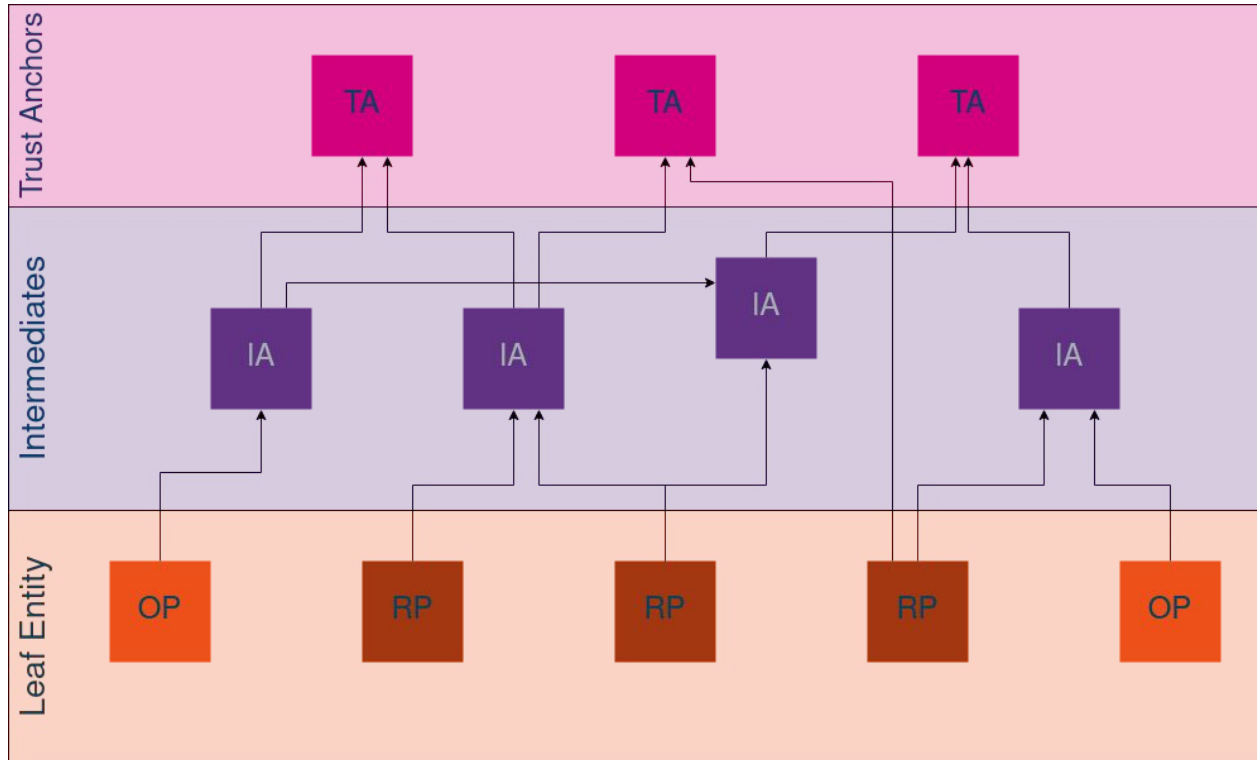 Trust Anchors
TA
TA
TA
Intermediates
IA
IA
IA
IA
Leaf Entity
OP
RP
RP
RP
OP